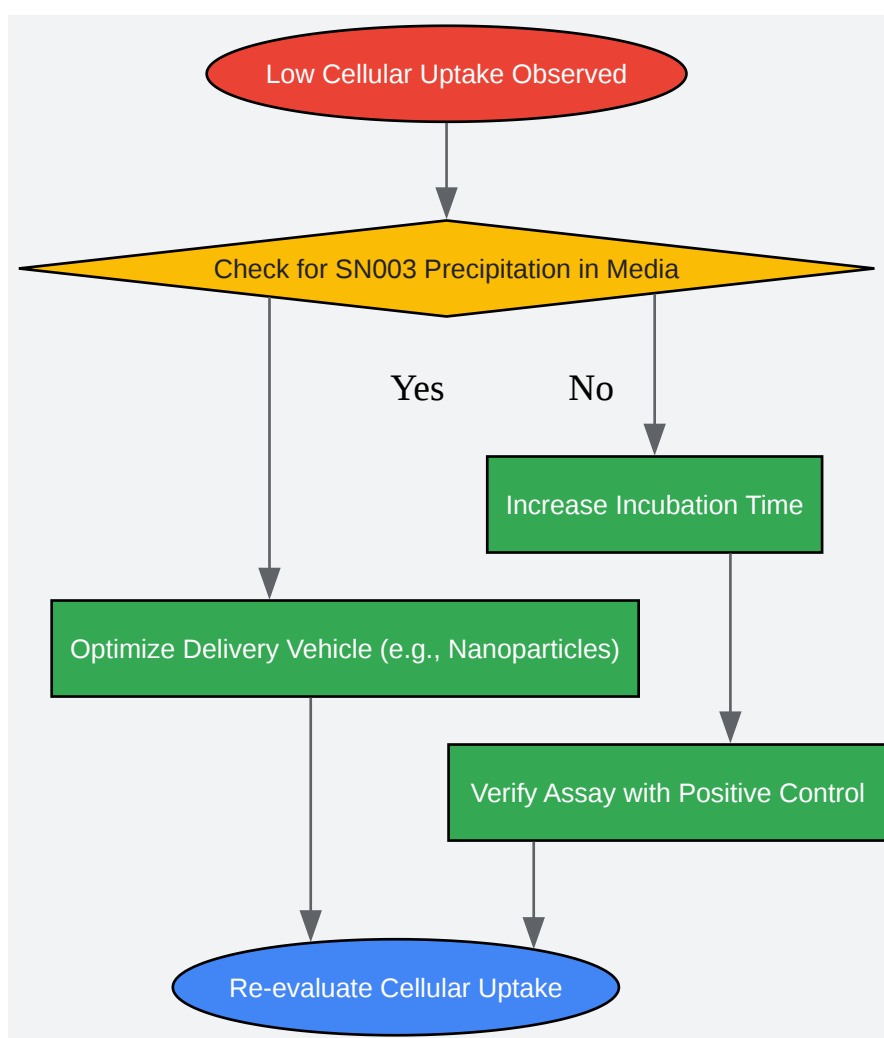 Low Cellular Uptake Observed
Check for SN003 Precipitation in Media
Yes
No
Increase Incubation Time
Optimize Delivery Vehicle (e.g., Nanoparticles)
Verify Assay with Positive Control
Re-evaluate Cellular Uptake